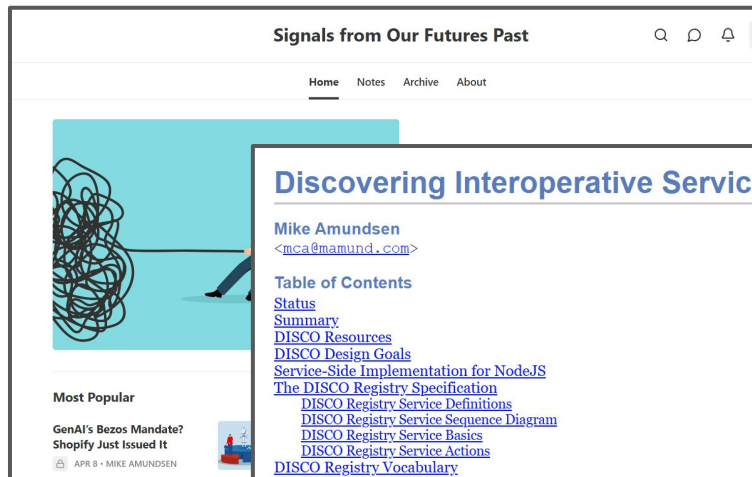 Signals from Our Futures Past
Home Notes Archive About
Discovering Interoperative Servic
Mike Amundsen
<mca@mamund.com>
Table of Contents
Status
Summary
DISCO Resources
DISCO Design Goals
Service-Side Implementation for NodeJS
The DISCO Registry Specification
DISCO Registry Service Definitions
DISCO Registry Service Sequence Diagram
DISCO Registry Service Basics
DISCO Registry Service Actions
DISCO Registry Vocabulary
Most Popular
GenAI's Bezos Mandate?
Shopify Just Issued It
APR 8 • MIKE AMUNDSEN